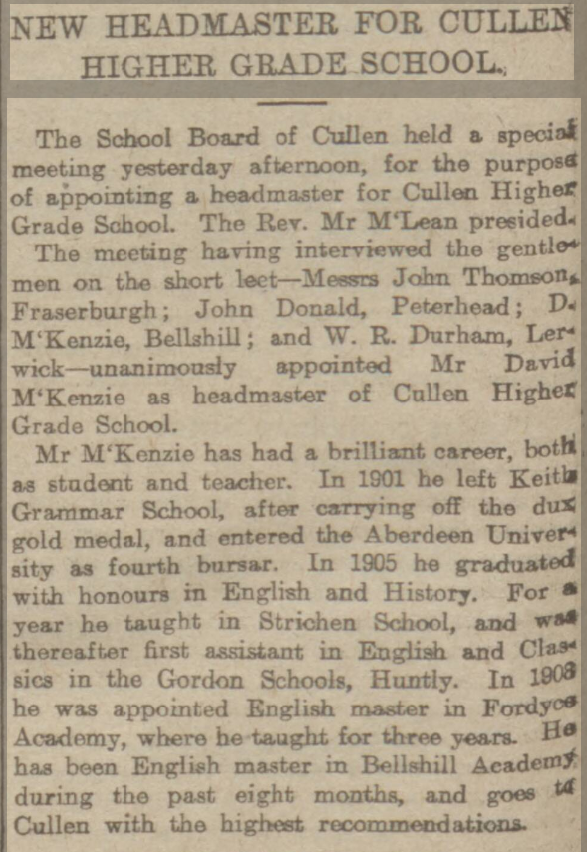 NEW HEADMASTER FOR CULLEN
HIGHER GRADE SCHOOL.
The School Board of Cullen held a special
meeting yesterday afternoon, for the purpose
of appointing a headmaster for Cullen Higher
Grade School. The Rev. Mr M'Lean presided.
The meeting having interviewed the gentle-
men on the short leet—Messrs John Thomson,
Fraserburgh; John Donald, Peterhead; D.
M'Kenzie, Bellshill; and W. R. Durham, Ler-
wick—unanimously appointed Mr David
M'Kenzie as headmaster of Cullen Higher
Grade School.
Mr M'Kenzie has had a brilliant career, both
as student and teacher. In 1901 he left Keith
Grammar School, after carrying off the dux
gold medal, and entered the Aberdeen Univer-
sity as fourth bursar. In 1905 he graduated
with honours in English and History. For a
year he taught in Strichen School, and was
thereafter first assistant in English and Clas-
sics in the Gordon Schools, Huntly. In 1908
he was appointed English master in Fordyce
Academy, where he taught for three years. He
has been English master in Bellshill Academy
during the past eight months, and goes to
Cullen with the highest recommendations.